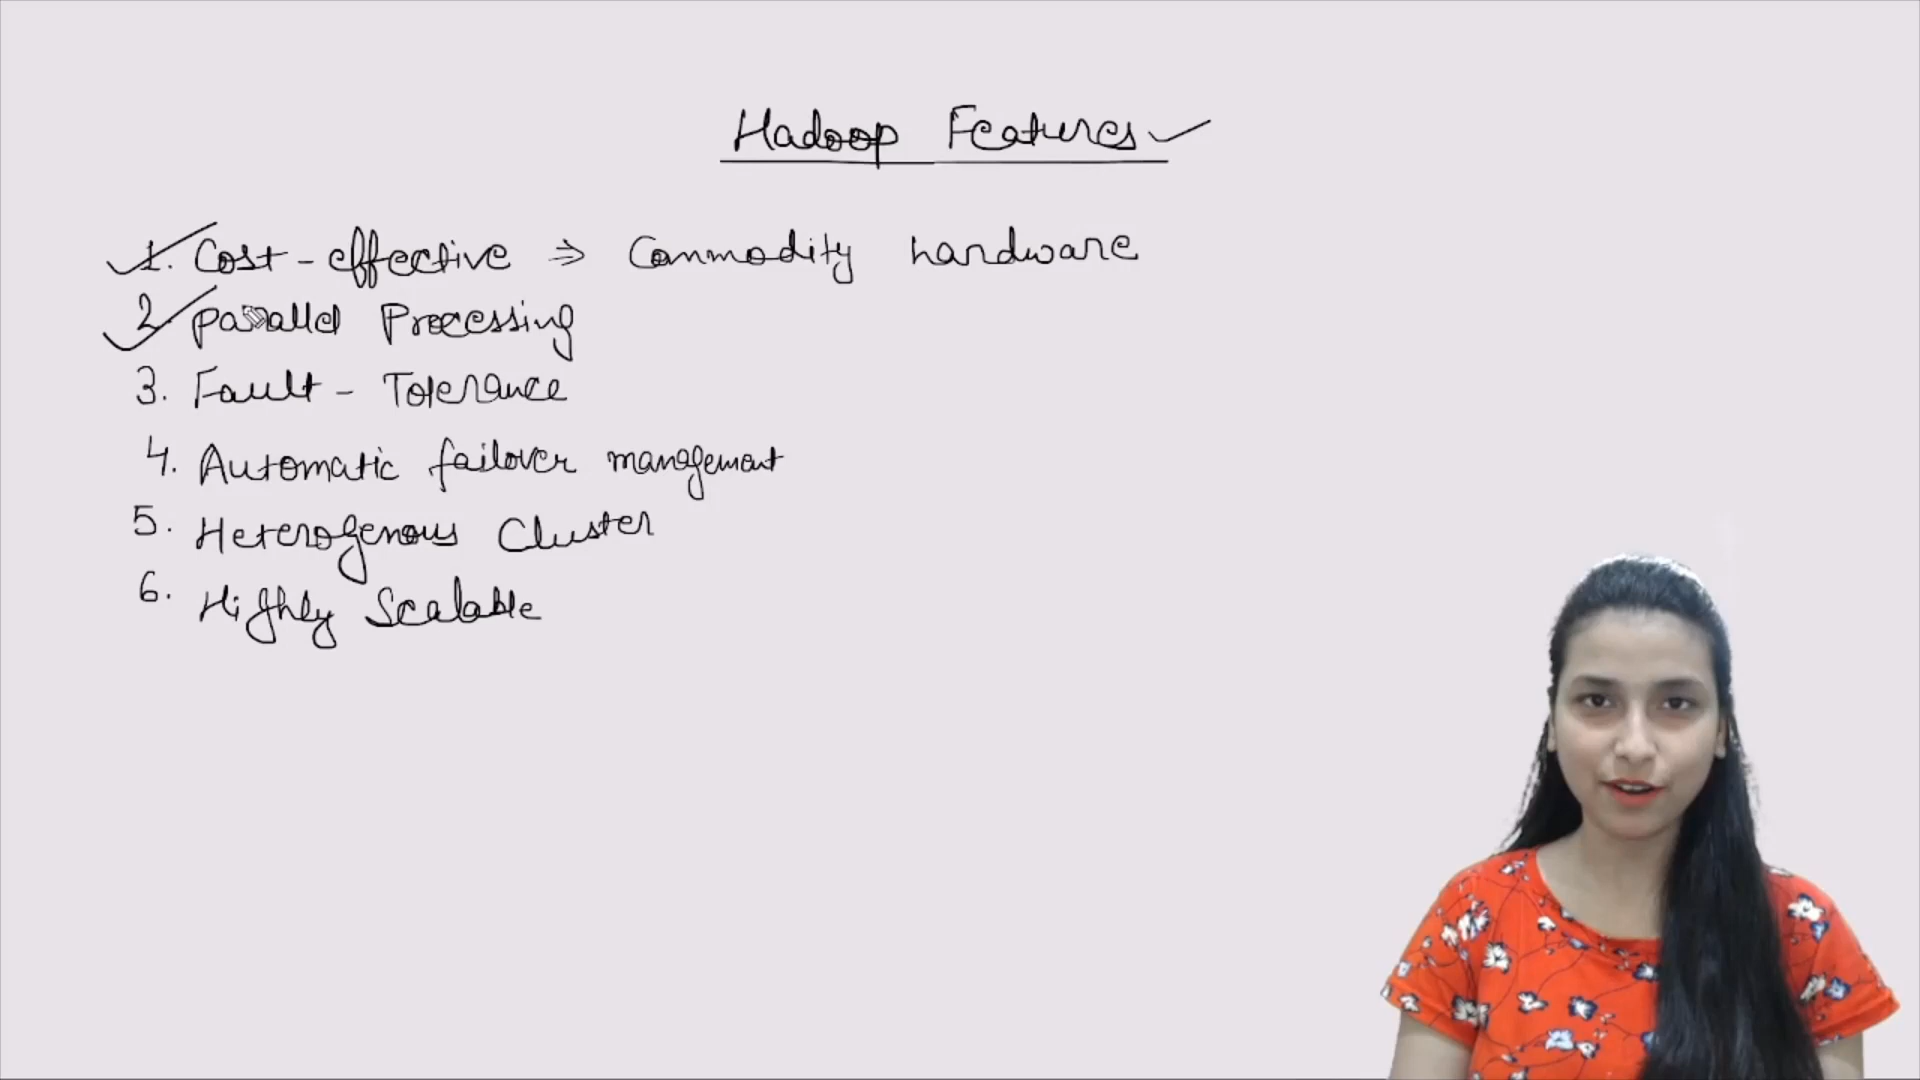 Hadoop Features
1. Cost-effective ⇒ Commodity hardware
2 Parallel Processing
3. Fault - Tolerance
4. Automatic failover management
5. Heterogenous Cluster
6. Highly Scalable